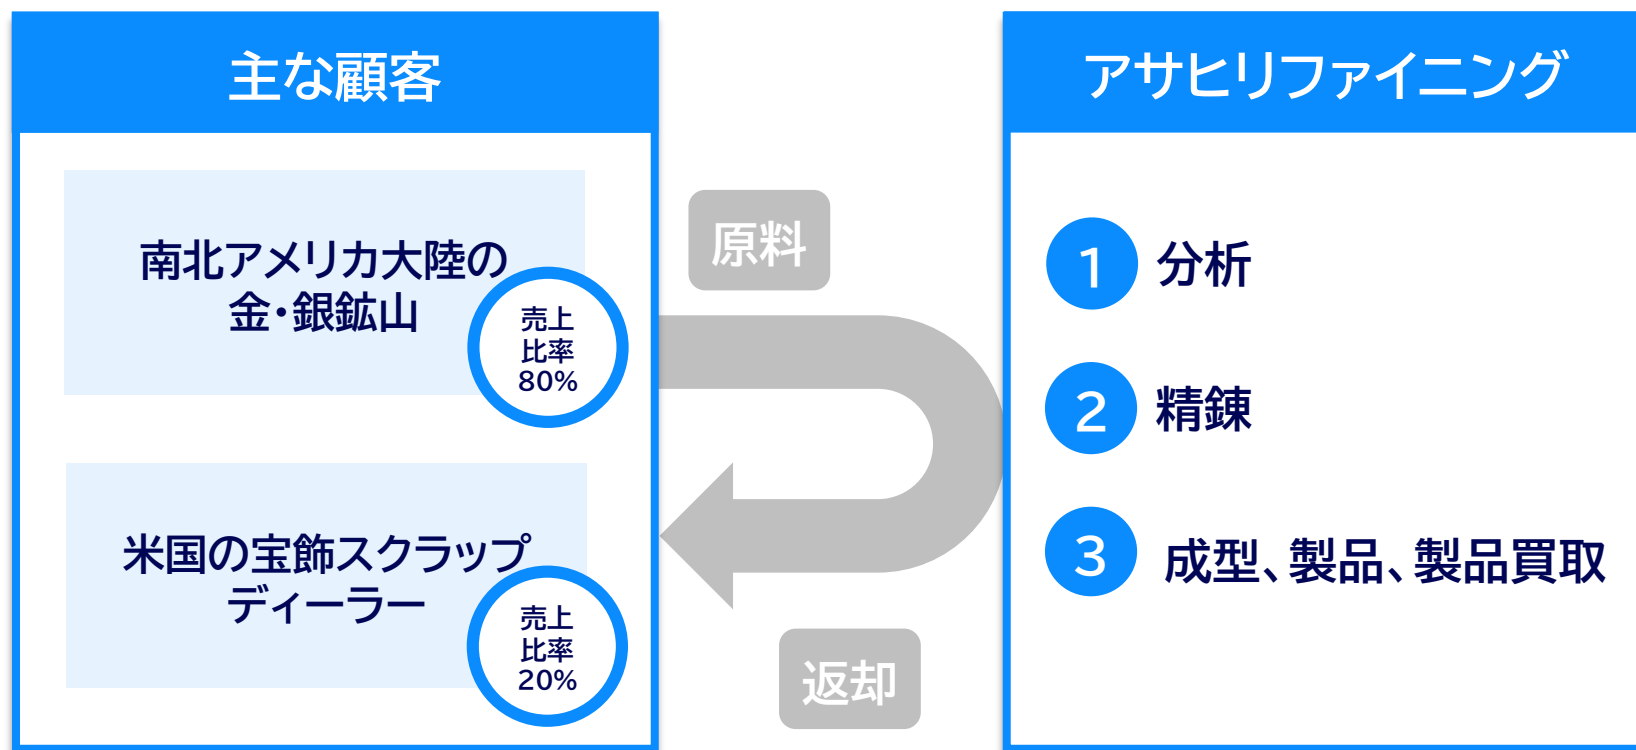 主な顧客
南北アメリカ大陸の
金・銀鉱山
売上
比率
80%
米国の宝飾スクラップ
ディーラー
売上
比率
20%
原料
返却
アサヒリファイニング
1 分析
2 精錬
3 成型、製品、製品買取